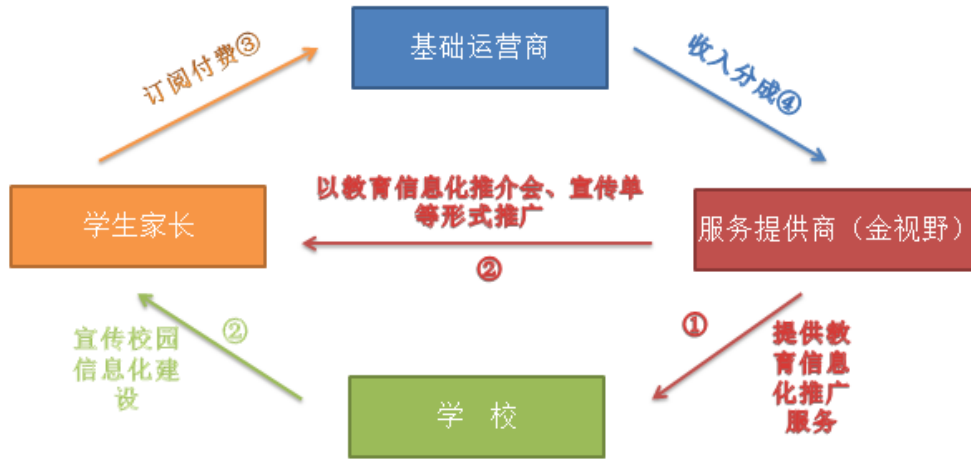 基础运营商
订阅付费③
收入分成④
以教育信息化推介会、宣传单
等形式推广
学生家长
服务提供商（金视野）
②
①
宣传校园
信息化建
设
②
提供教
育信息
化推广
服务
学 校